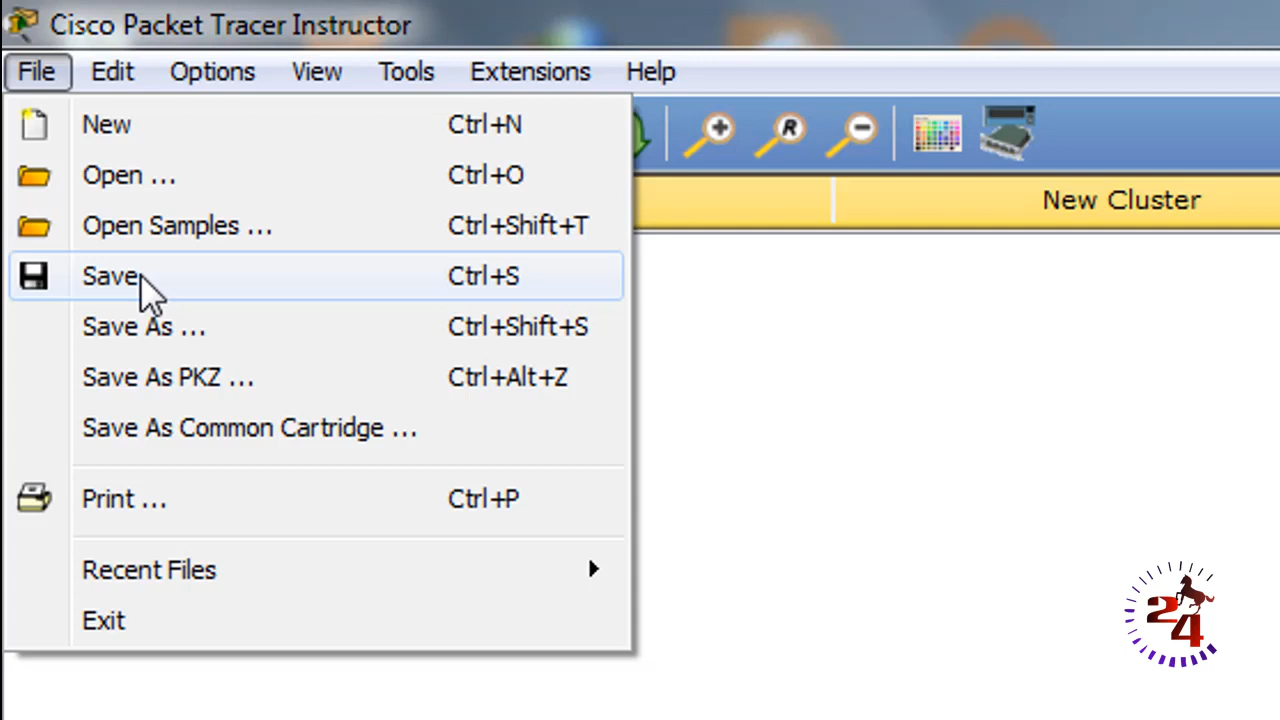 Cisco Packet Tracer Instructor
File Edit Options View Tools Extensions Help
New Ctrl+N
Open ... Ctrl+O
Open Samples ... Ctrl+Shift+T
Save Ctrl+S
Save As ... Ctrl+Shift+S
Save As PKZ ... Ctrl+Alt+Z
Save As Common Cartridge ...
Print ... Ctrl+P
Recent Files
Exit
R
New Cluster
24